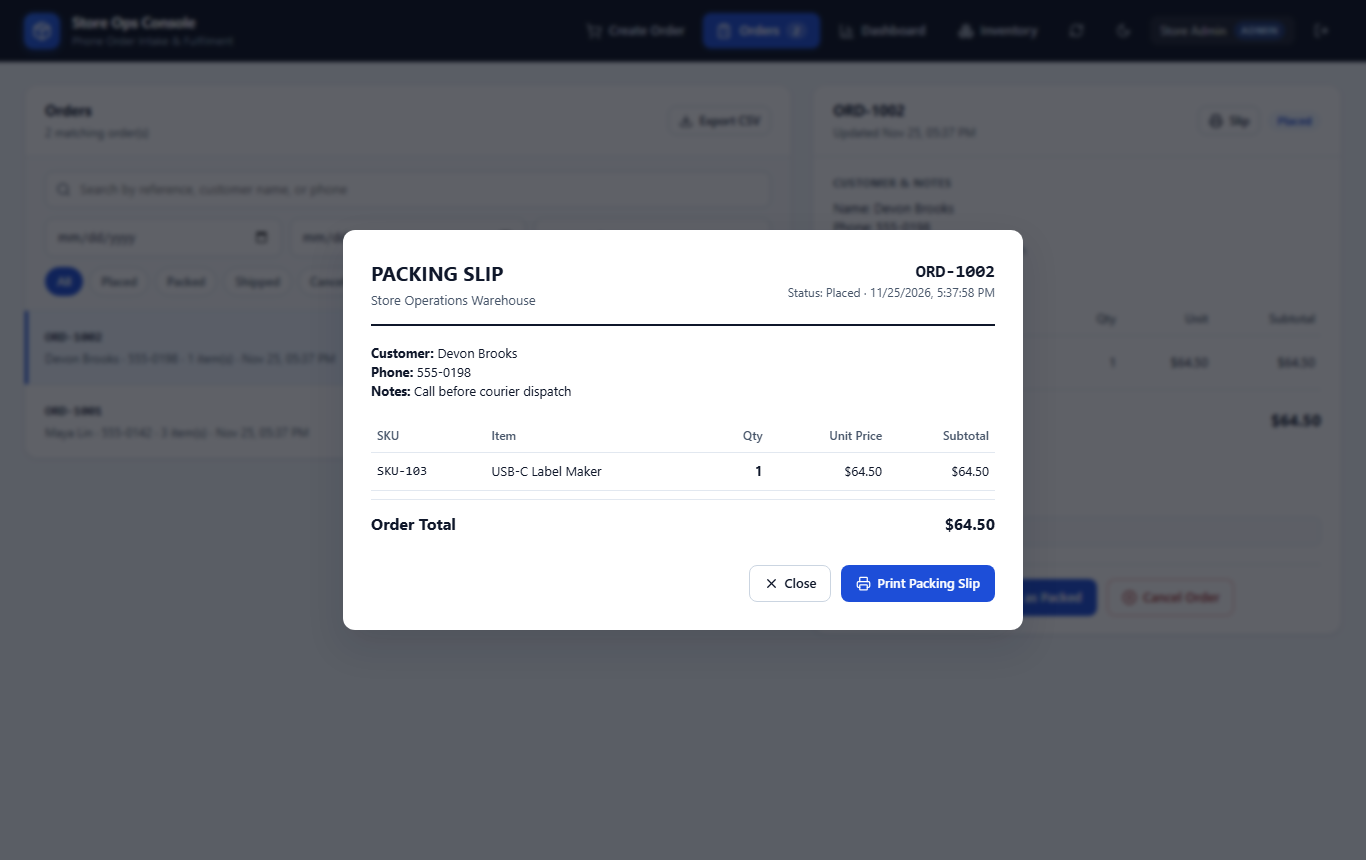 Store Ops Console
Phone Order Intake & Fulfillment
Create Order
Orders 2
Dashboard
Inventory
Store Admin ADMIN
Orders
2 matching order(s)
Export CSV
Search by reference, customer name, or phone
mm/dd/yyyy
mm/dd
All
Placed
Packed
Shipped
ORD-1002
Devon Brooks · 555-0198 · 1 item(s) · Nov 25, 05:37 PM
ORD-1001
Maya Lin · 555-0142 · 3 item(s) · Nov 25, 05:37 PM
ORD-1002
Updated Nov 25, 05:37 PM
Slip
Placed
CUSTOMER & NOTES
Name: Devon Brooks
Phone: 555-0198
Qty Unit Subtotal
1 $64.50 $64.50
$64.50
as Packed
Cancel Order
PACKING SLIP
Store Operations Warehouse
ORD-1002
Status: Placed · 11/25/2026, 5:37:58 PM
Customer: Devon Brooks
Phone: 555-0198
Notes: Call before courier dispatch
SKU Item Qty Unit Price Subtotal
SKU-103 USB-C Label Maker 1 $64.50 $64.50
Order Total $64.50
Close
Print Packing Slip